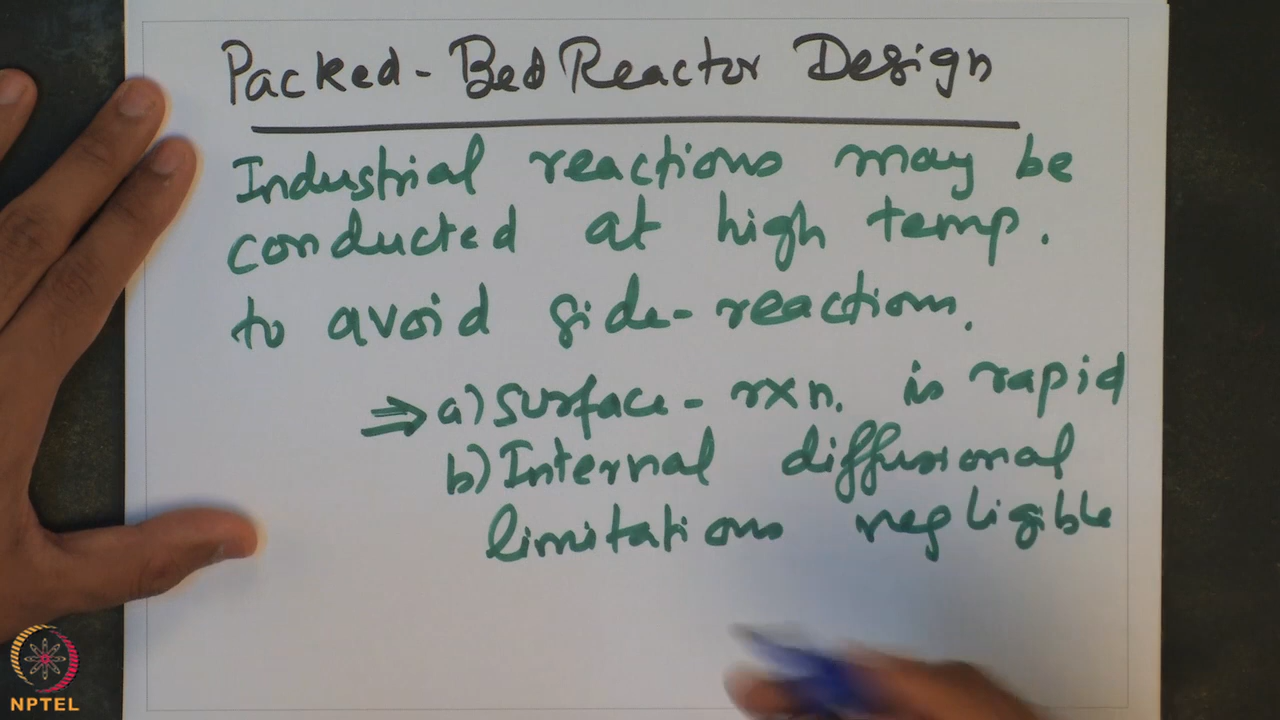 Packed-Bed Reactor Design
Industrial reactions may be
conducted at high temp.
to avoid side-reactions.
⇒ a) Surface-rxn. is rapid
b) Internal diffusional
limitations negligible
NPTEL